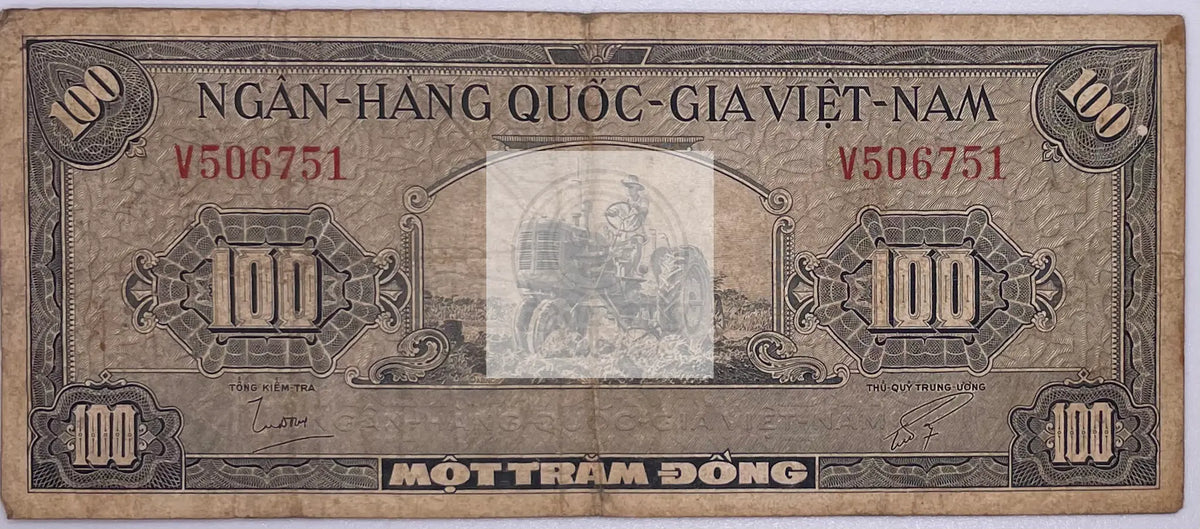 100 100
NGÂN-HÀNG QUỐC-GIA VIỆT-NAM
V506751 V506751
100 100
TỔNG KIỂM-TRA THỦ-QUỸ TRUNG-ƯƠNG
NGÂN-HÀNG QUỐC-GIA VIỆT-NAM
100 100
MỘT TRĂM ĐỒNG